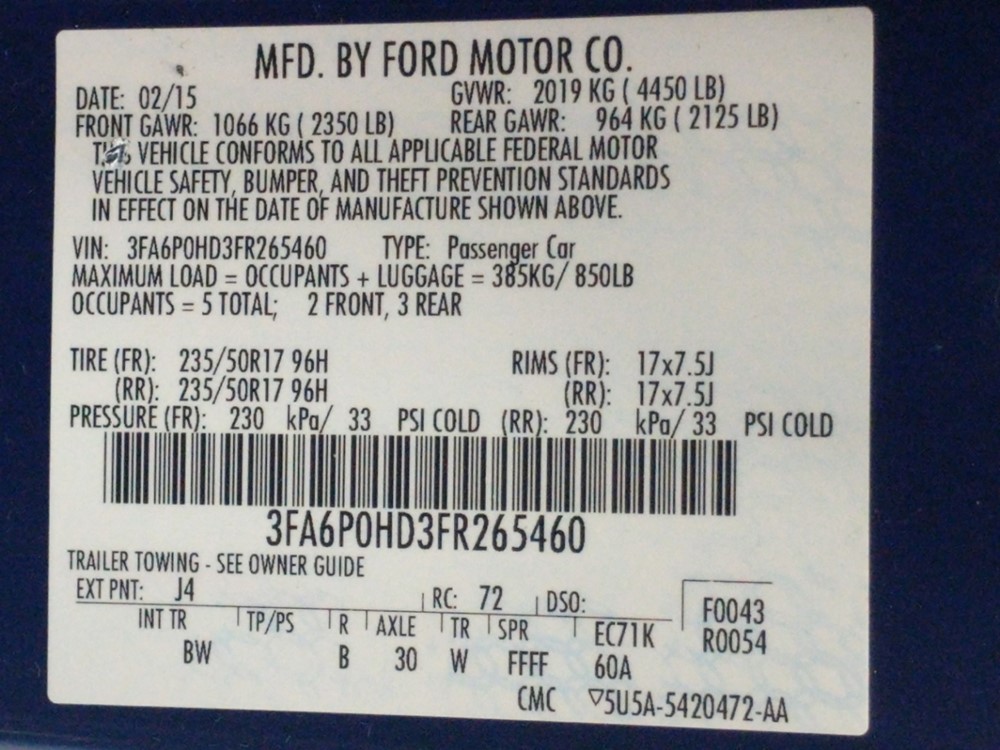 MFD. BY FORD MOTOR CO.
DATE: 02/15 GVWR: 2019 KG ( 4450 LB)
FRONT GAWR: 1066 KG ( 2350 LB) REAR GAWR: 964 KG ( 2125 LB)
THIS VEHICLE CONFORMS TO ALL APPLICABLE FEDERAL MOTOR
VEHICLE SAFETY, BUMPER, AND THEFT PREVENTION STANDARDS
IN EFFECT ON THE DATE OF MANUFACTURE SHOWN ABOVE.
VIN: 3FA6P0HD3FR265460 TYPE: Passenger Car
MAXIMUM LOAD = OCCUPANTS + LUGGAGE = 385KG/ 850LB
OCCUPANTS = 5 TOTAL; 2 FRONT, 3 REAR
TIRE (FR): 235/50R17 96H RIMS (FR): 17x7.5J
(RR): 235/50R17 96H (RR): 17x7.5J
PRESSURE (FR): 230 kPa/ 33 PSI COLD (RR): 230 kPa/ 33 PSI COLD
3FA6P0HD3FR265460
TRAILER TOWING - SEE OWNER GUIDE
EXT PNT: J4 RC: 72 DSO: F0043
INT TR TP/PS R AXLE TR SPR EC71K R0054
BW B 30 W FFFF 60A
CMC ▽5U5A-5420472-AA